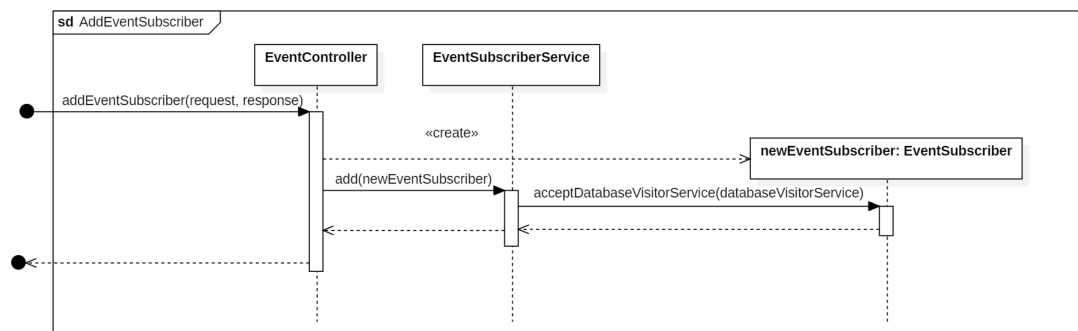 sd AddEventSubscriber
EventController
EventSubscriberService
addEventSubscriber(request, response)
«create»
newEventSubscriber: EventSubscriber
add(newEventSubscriber)
acceptDatabaseVisitorService(databaseVisitorService)